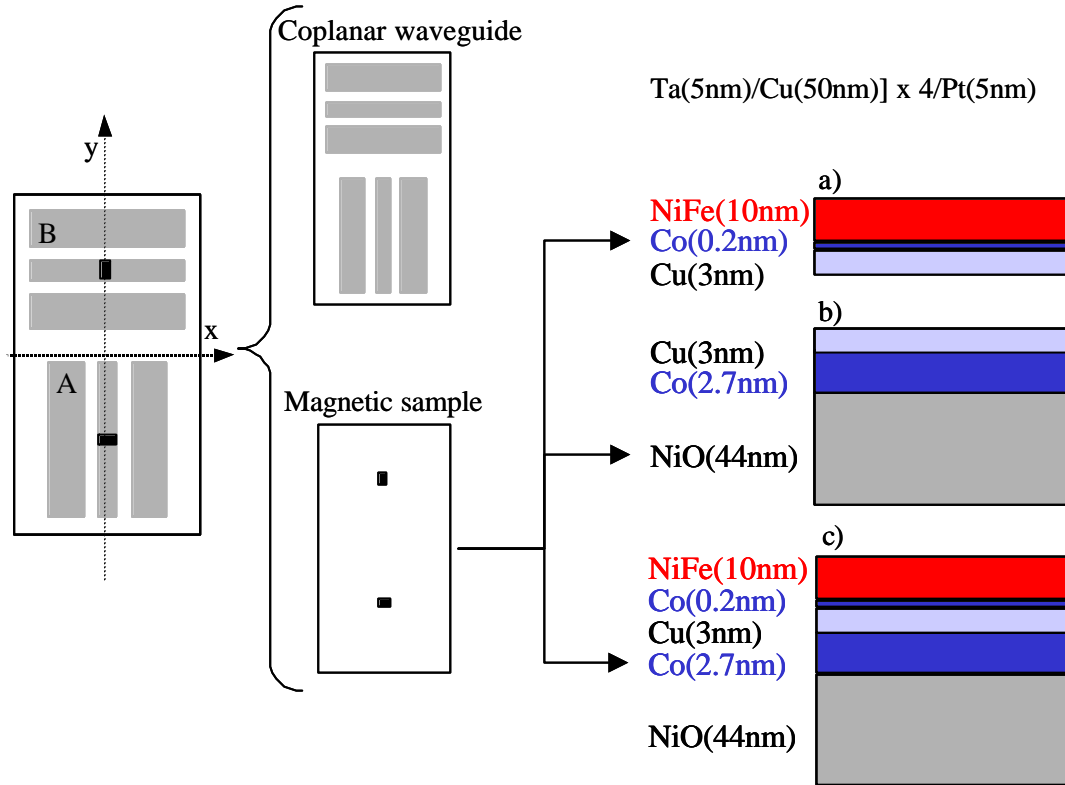 Coplanar waveguide
Ta(5nm)/Cu(50nm)] x 4/Pt(5nm)
y
B
x
A
Magnetic sample
a)
NiFe(10nm)
Co(0.2nm)
Cu(3nm)
b)
Cu(3nm)
Co(2.7nm)
NiO(44nm)
c)
NiFe(10nm)
Co(0.2nm)
Cu(3nm)
Co(2.7nm)
NiO(44nm)